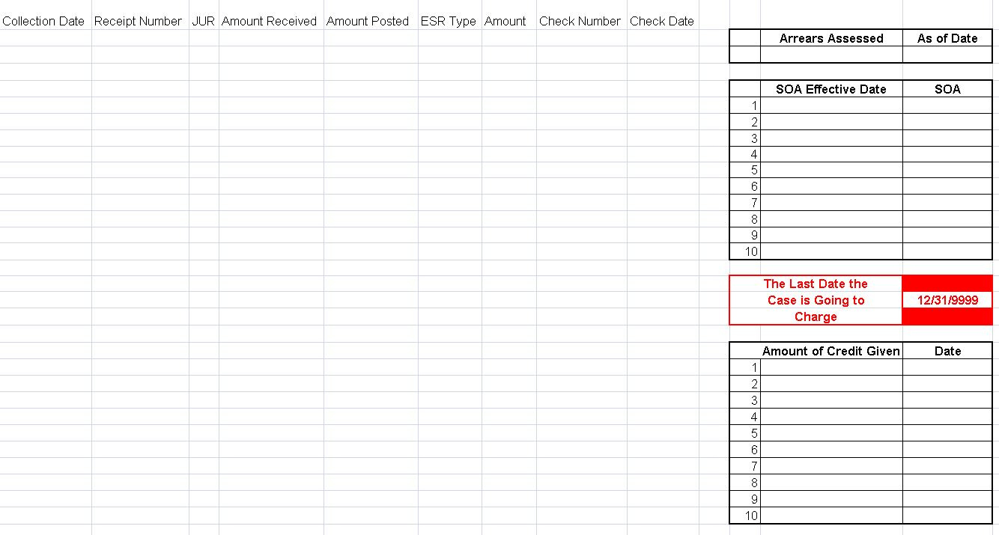 Collection Date Receipt Number JUR Amount Received Amount Posted ESR Type Amount Check Number Check Date
Arrears Assessed As of Date
SOA Effective Date SOA
1
2
3
4
5
6
7
8
9
10
The Last Date the
Case is Going to 12/31/9999
Charge
Amount of Credit Given Date
1
2
3
4
5
6
7
8
9
10